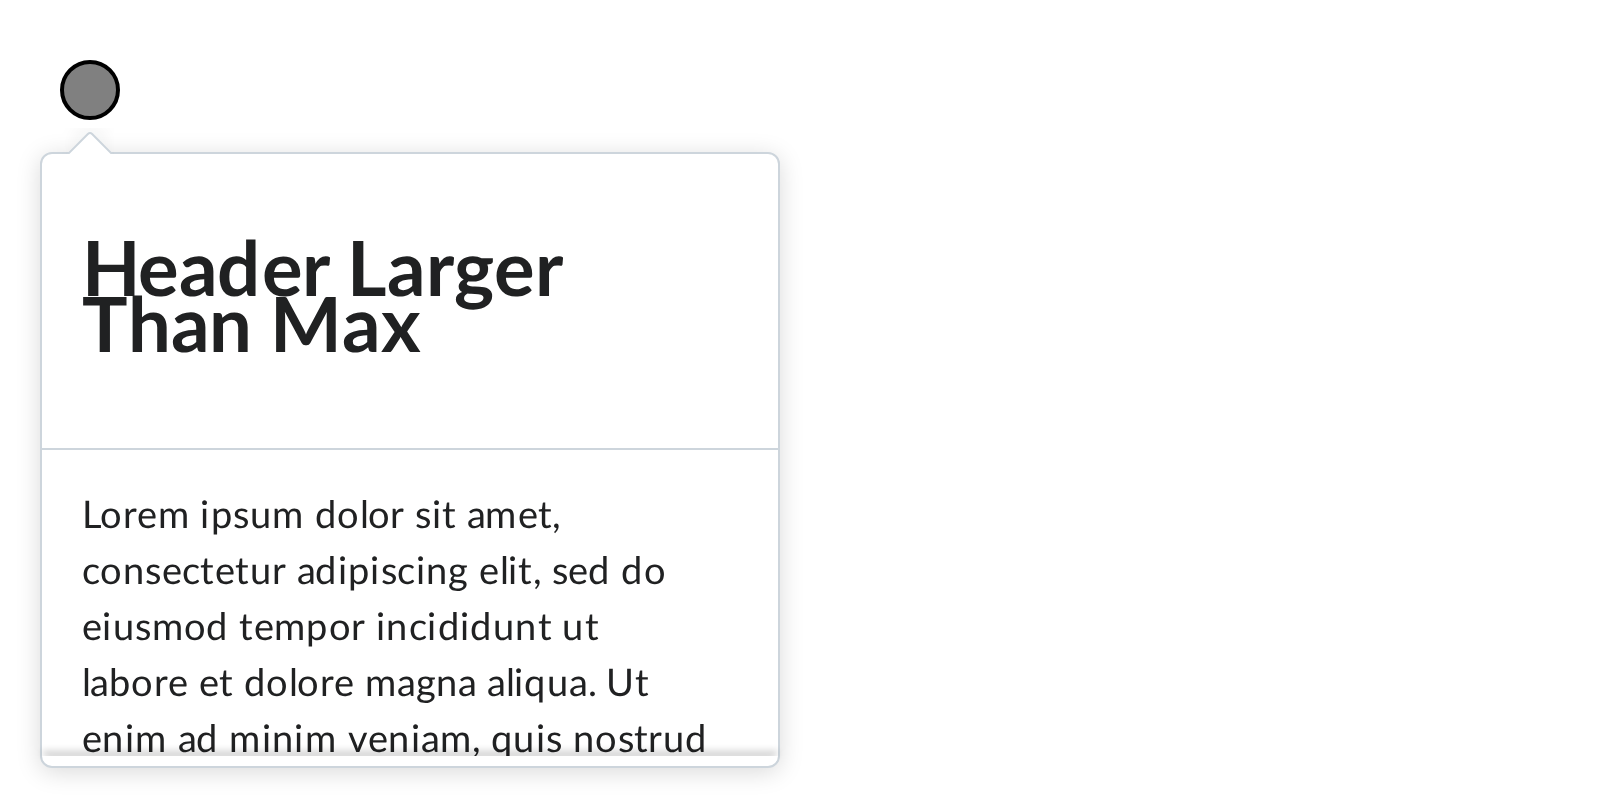 Header Larger
Than Max
Lorem ipsum dolor sit amet,
consectetur adipiscing elit, sed do
eiusmod tempor incididunt ut
labore et dolore magna aliqua. Ut
enim ad minim veniam, quis nostrud